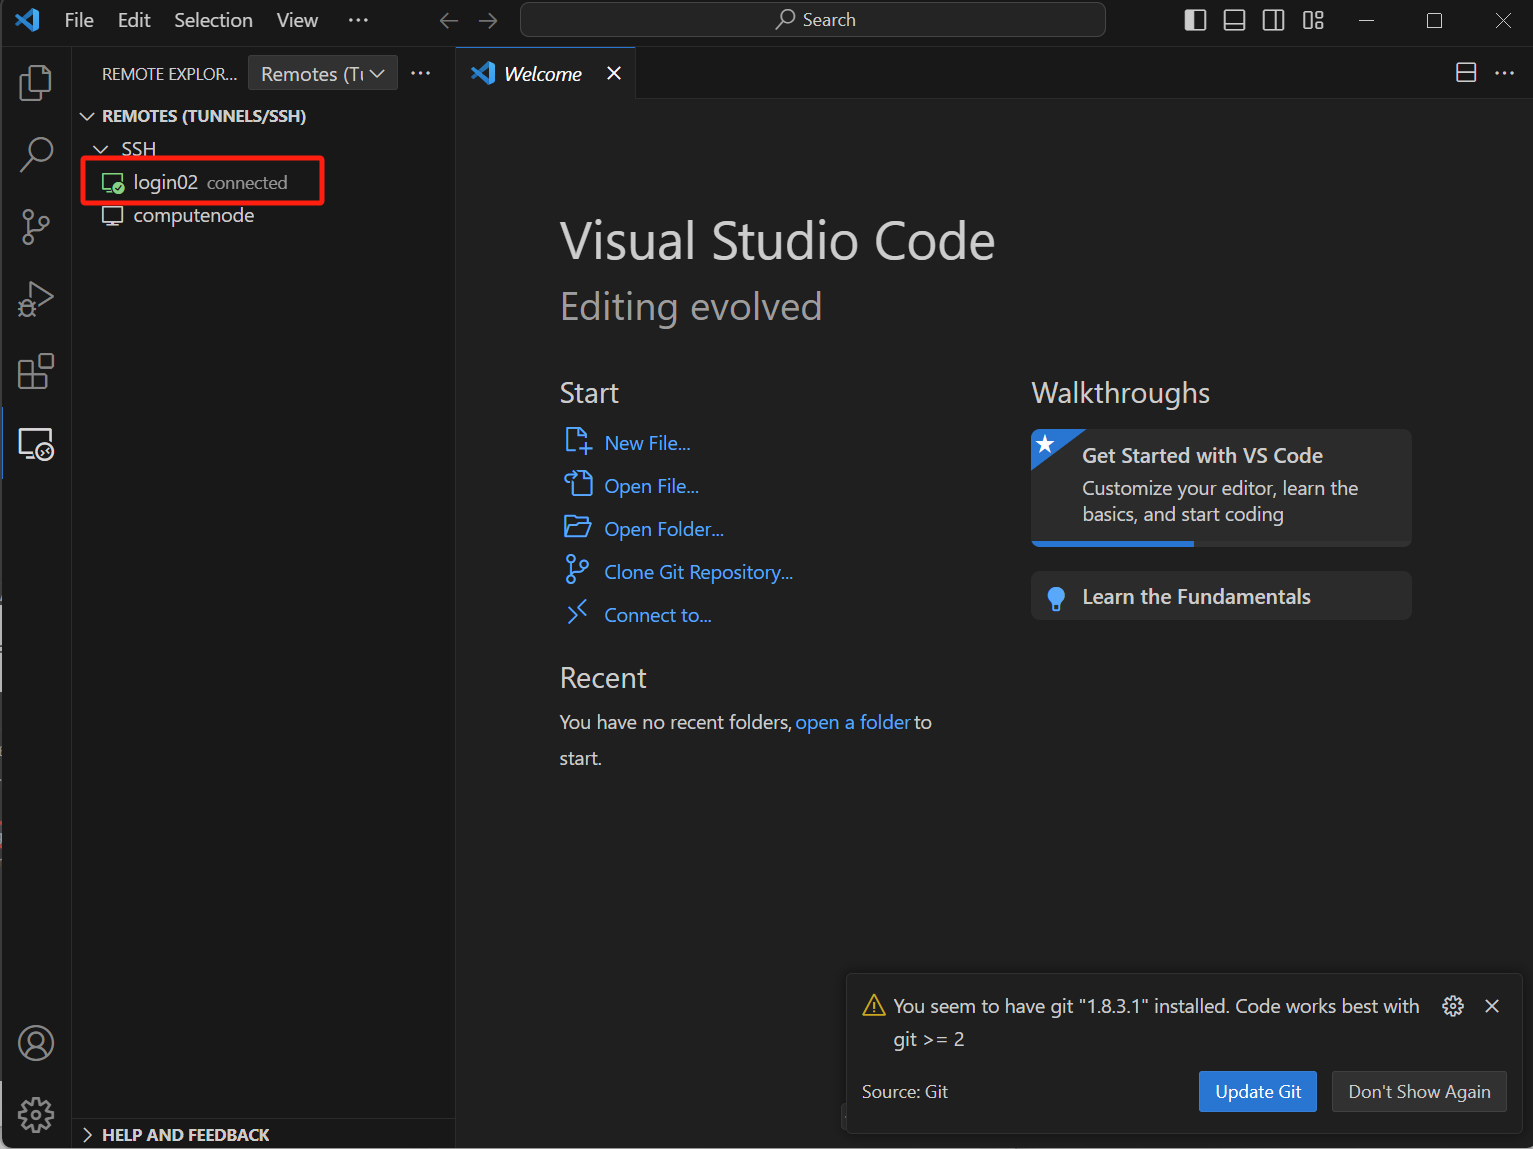 File Edit Selection View ···
Search
REMOTE EXPLOR... Remotes (Tu ···
Welcome
REMOTES (TUNNELS/SSH)
SSH
login02 connected
computenode
Visual Studio Code
Editing evolved
Start
New File...
Open File...
Open Folder...
Clone Git Repository...
Connect to...
Recent
You have no recent folders, open a folder to
start.
Walkthroughs
Get Started with VS Code
Customize your editor, learn the
basics, and start coding
Learn the Fundamentals
You seem to have git "1.8.3.1" installed. Code works best with
git >= 2
Source: Git
Update Git
Don't Show Again
HELP AND FEEDBACK